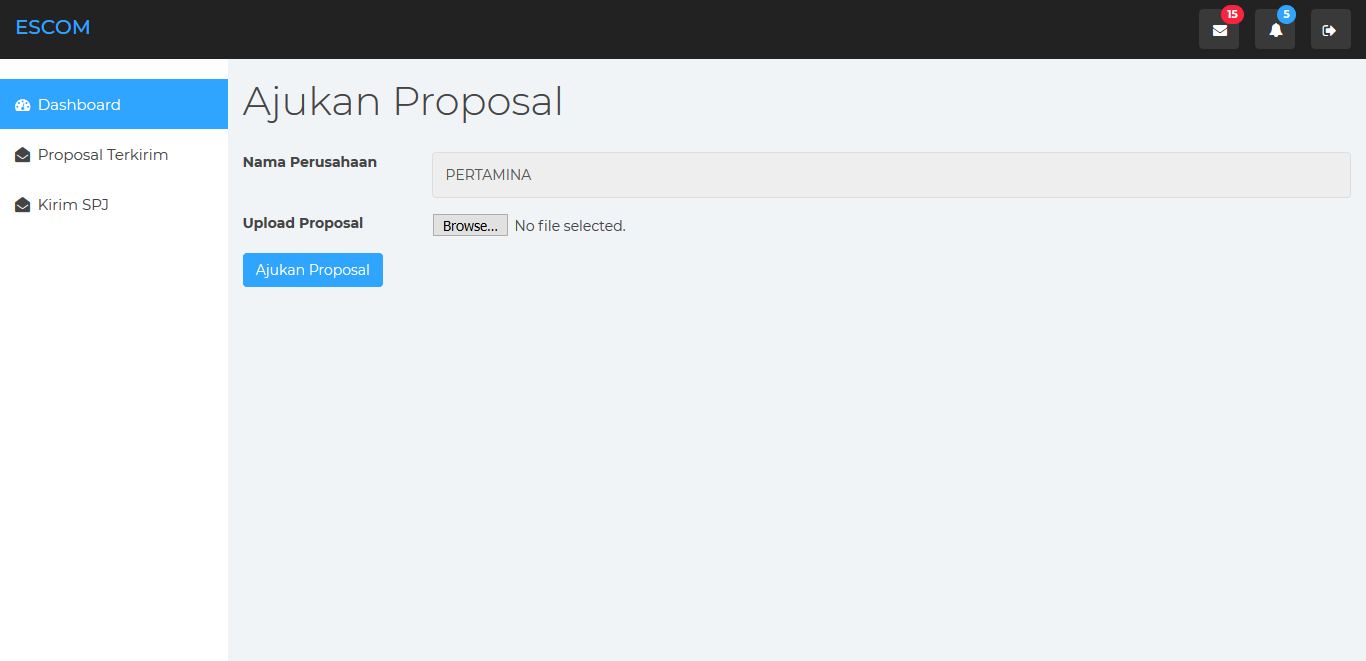 ESCOM
15
5
Dashboard
Proposal Terkirim
Kirim SPJ
Ajukan Proposal
Nama Perusahaan
PERTAMINA
Upload Proposal
Browse... No file selected.
Ajukan Proposal